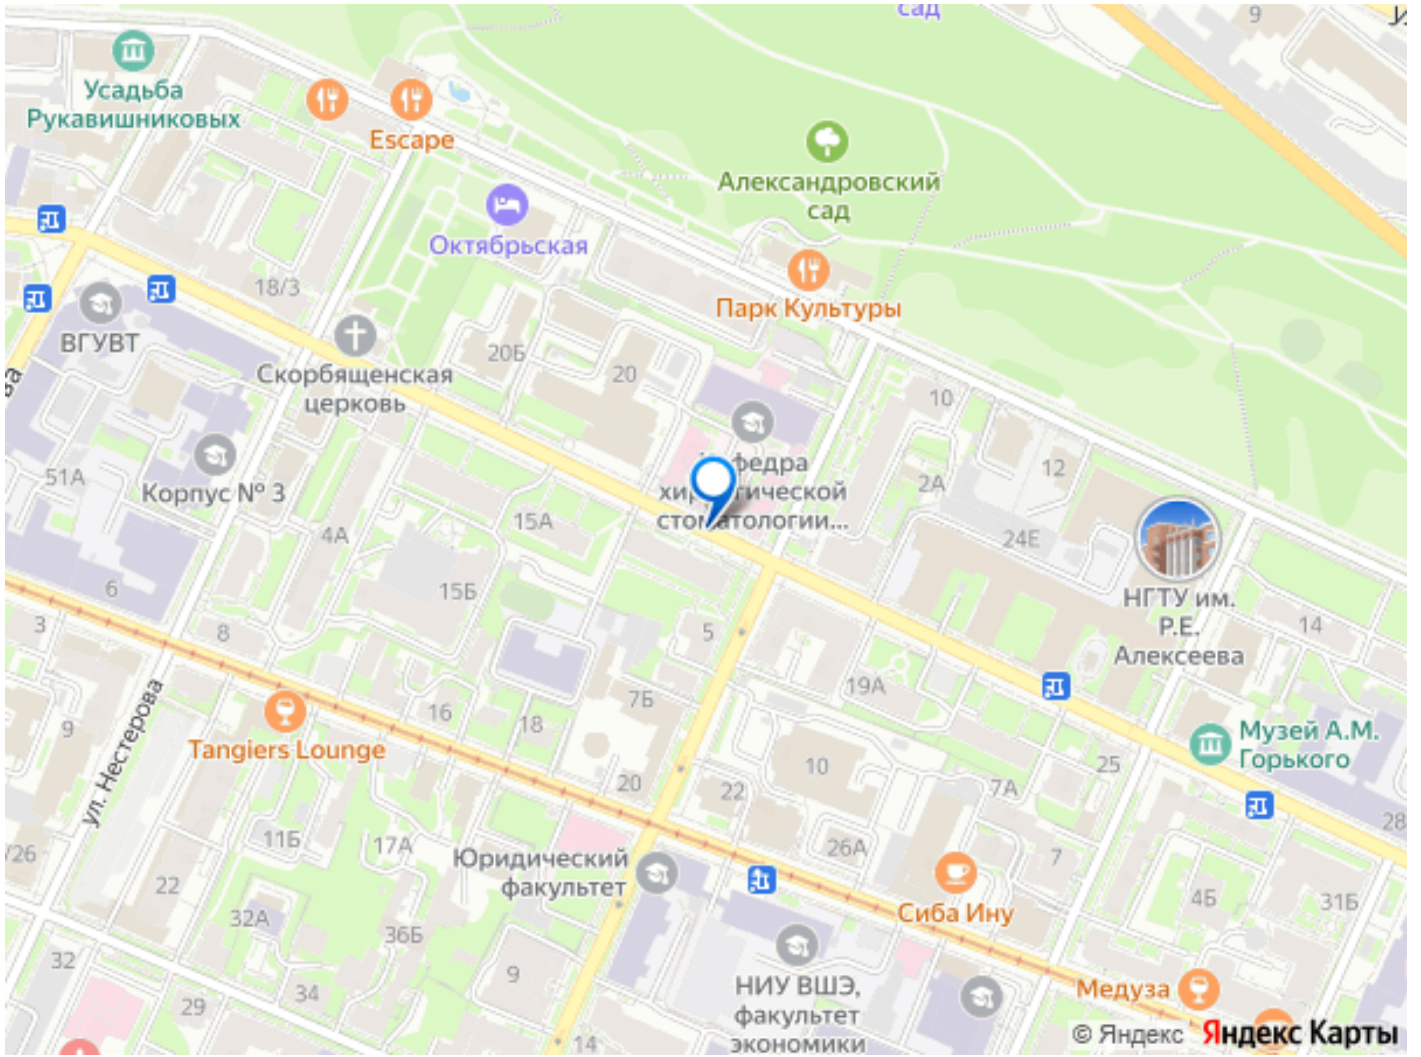 сад
9
Усадьба
Рукавишниковых
Escape
Александровский
сад
Октябрьская
18/3
Парк Культуры
ВГУВТ
20Б
20
Скорбященская
церковь
10
51А
Корпус № 3
12
2А
15А
4А
24Е
15Б
6
НГТУ им.
Р.Е.
Алексеева
3
8
5
14
19А
7Б
16
18
9
Tangiers Lounge
ул. Нестерова
Музей А.М.
Горького
10
25
20
22
7А
11Б
17А
26А
28
/26
Юридический
факультет
7
22
32А
36Б
Сиба Ину
4Б
31Б
32
9
34
29
НИУ ВШЭ,
факультет
экономики
Медуза
14
© Яндекс Яндекс Карты